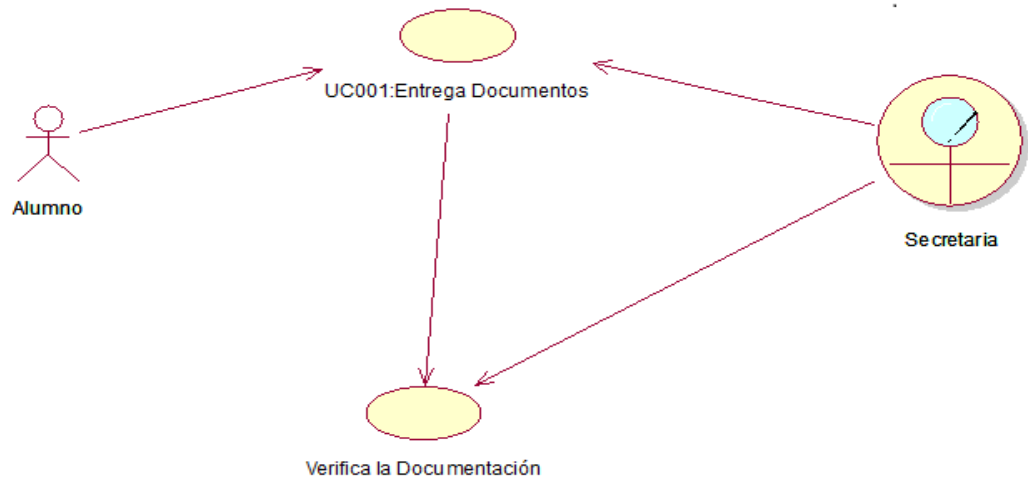 UC001:Entrega Documentos
Alumno
Secretaria
Verifica la Documentación